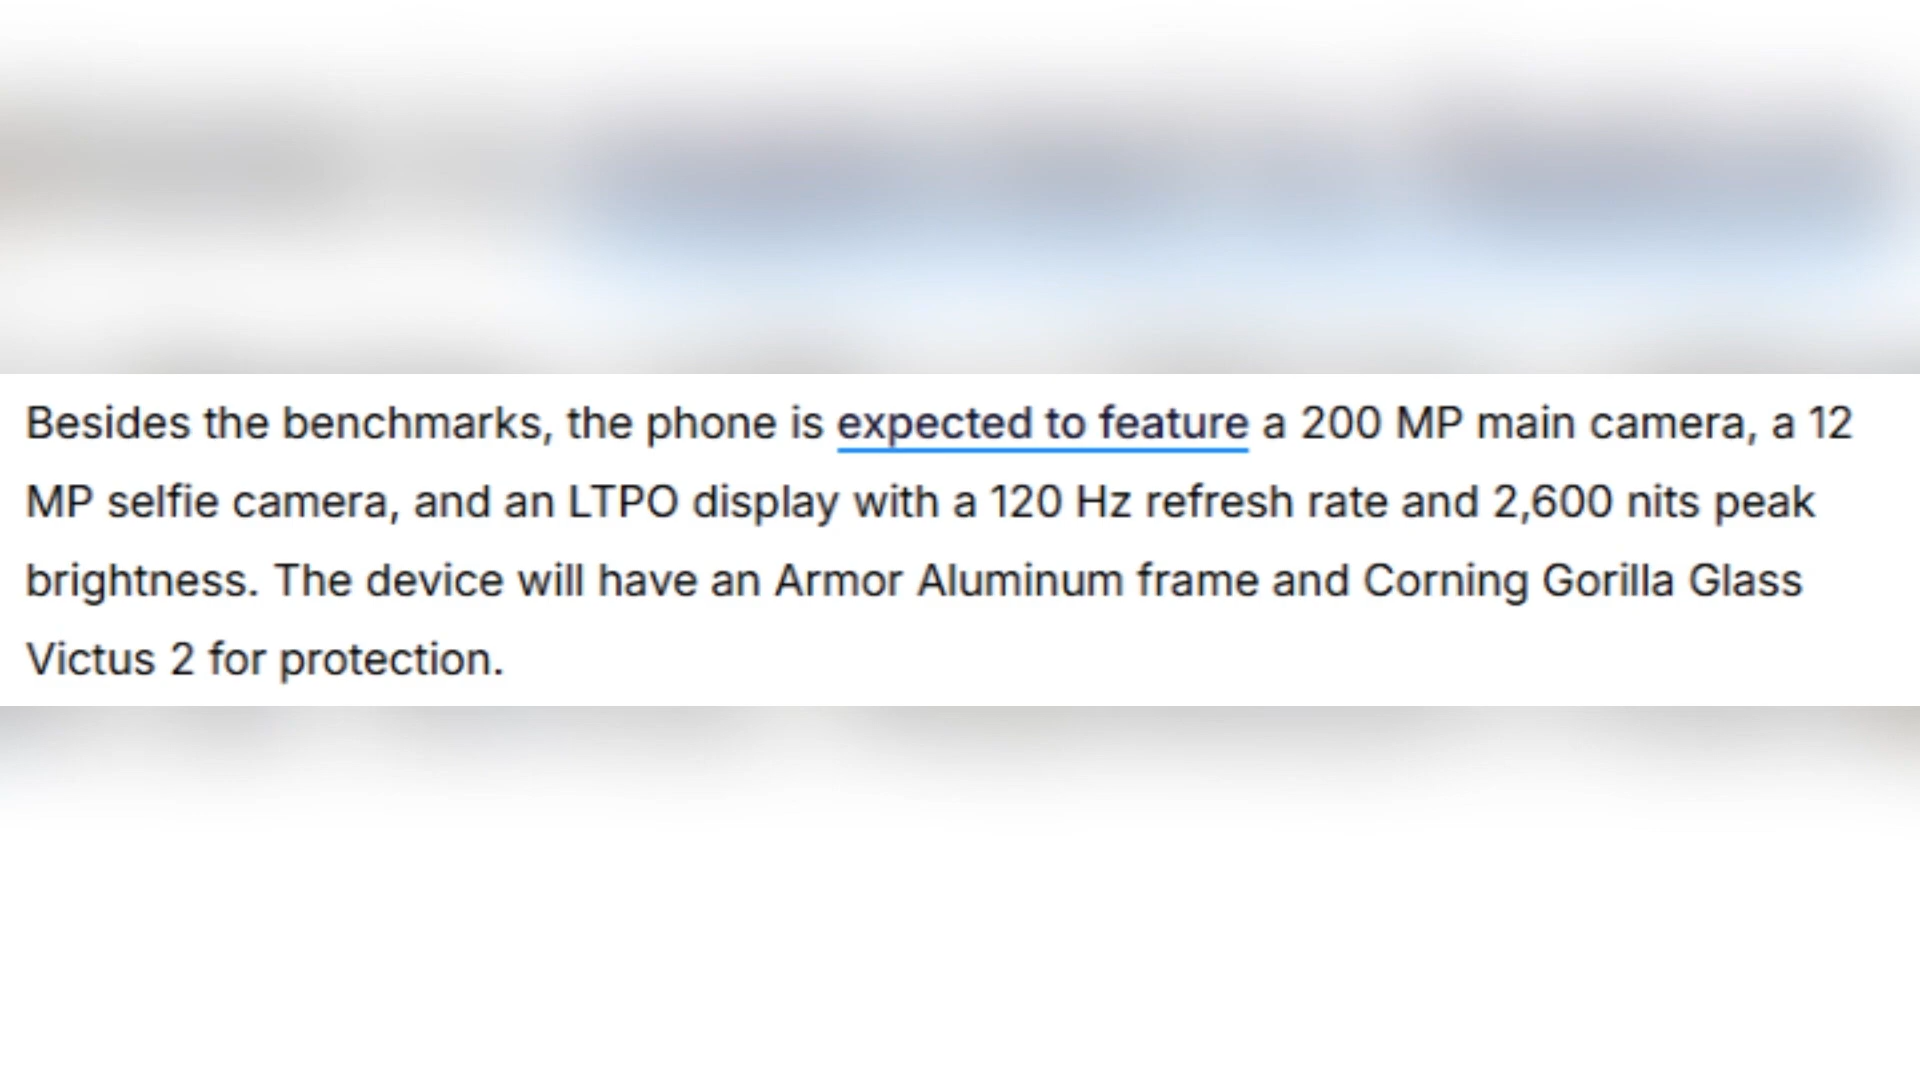 Besides the benchmarks, the phone is expected to feature a 200 MP main camera, a 12
MP selfie camera, and an LTPO display with a 120 Hz refresh rate and 2,600 nits peak
brightness. The device will have an Armor Aluminum frame and Corning Gorilla Glass
Victus 2 for protection.